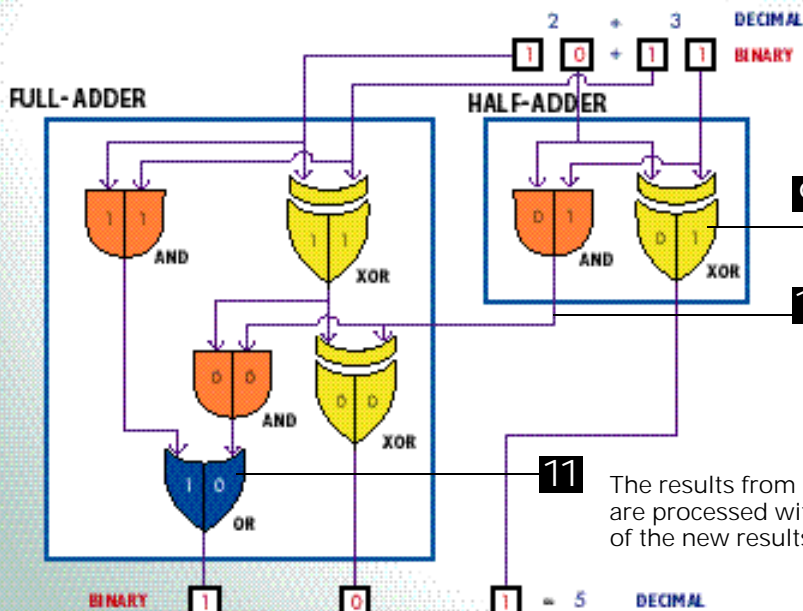 2 + 3 DECIMAL
1 0 + 1 1 BINARY
FULL-ADDER
HALF-ADDER
1 1
AND
1 1
XOR
0 1
AND
0 1
XOR
0 0
AND
0 0
XOR
1 0
OR
11
The results from
are processed
of the new results
BINARY 1 0 1 = 5 DECIMAL